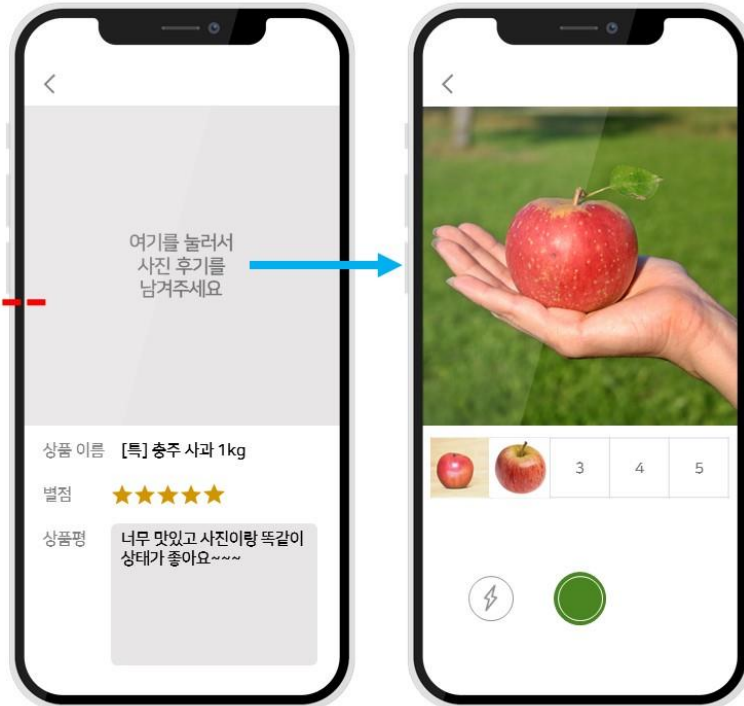 여기를 눌러서
사진 후기를
남겨주세요
상품 이름 [특] 충주 사과 1kg
별점
상품평 너무 맛있고 사진이랑 똑같이
상태가 좋아요~~~
3 4 5